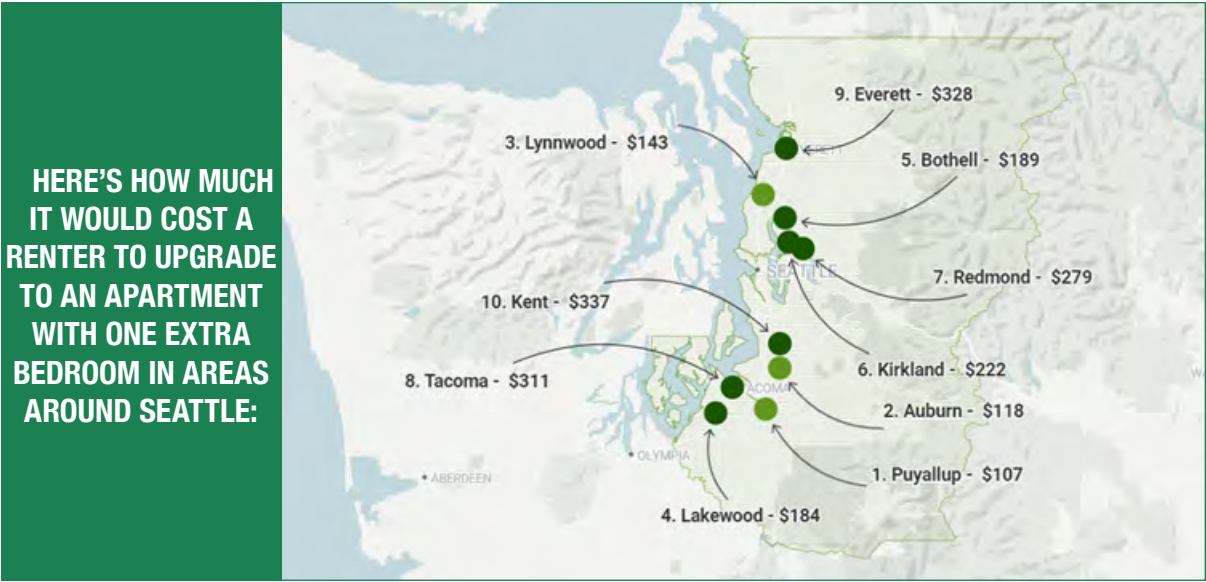 HERE'S HOW MUCH
IT WOULD COST A
RENTER TO UPGRADE
TO AN APARTMENT
WITH ONE EXTRA
BEDROOM IN AREAS
AROUND SEATTLE:
9. Everett - $328
3. Lynnwood - $143
5. Bothell - $189
SEATTLE
7. Redmond - $279
10. Kent - $337
6. Kirkland - $222
8. Tacoma - $311
ACOMA
2. Auburn - $118
OLYMPIA
ABERDEEN
1. Puyallup - $107
4. Lakewood - $184